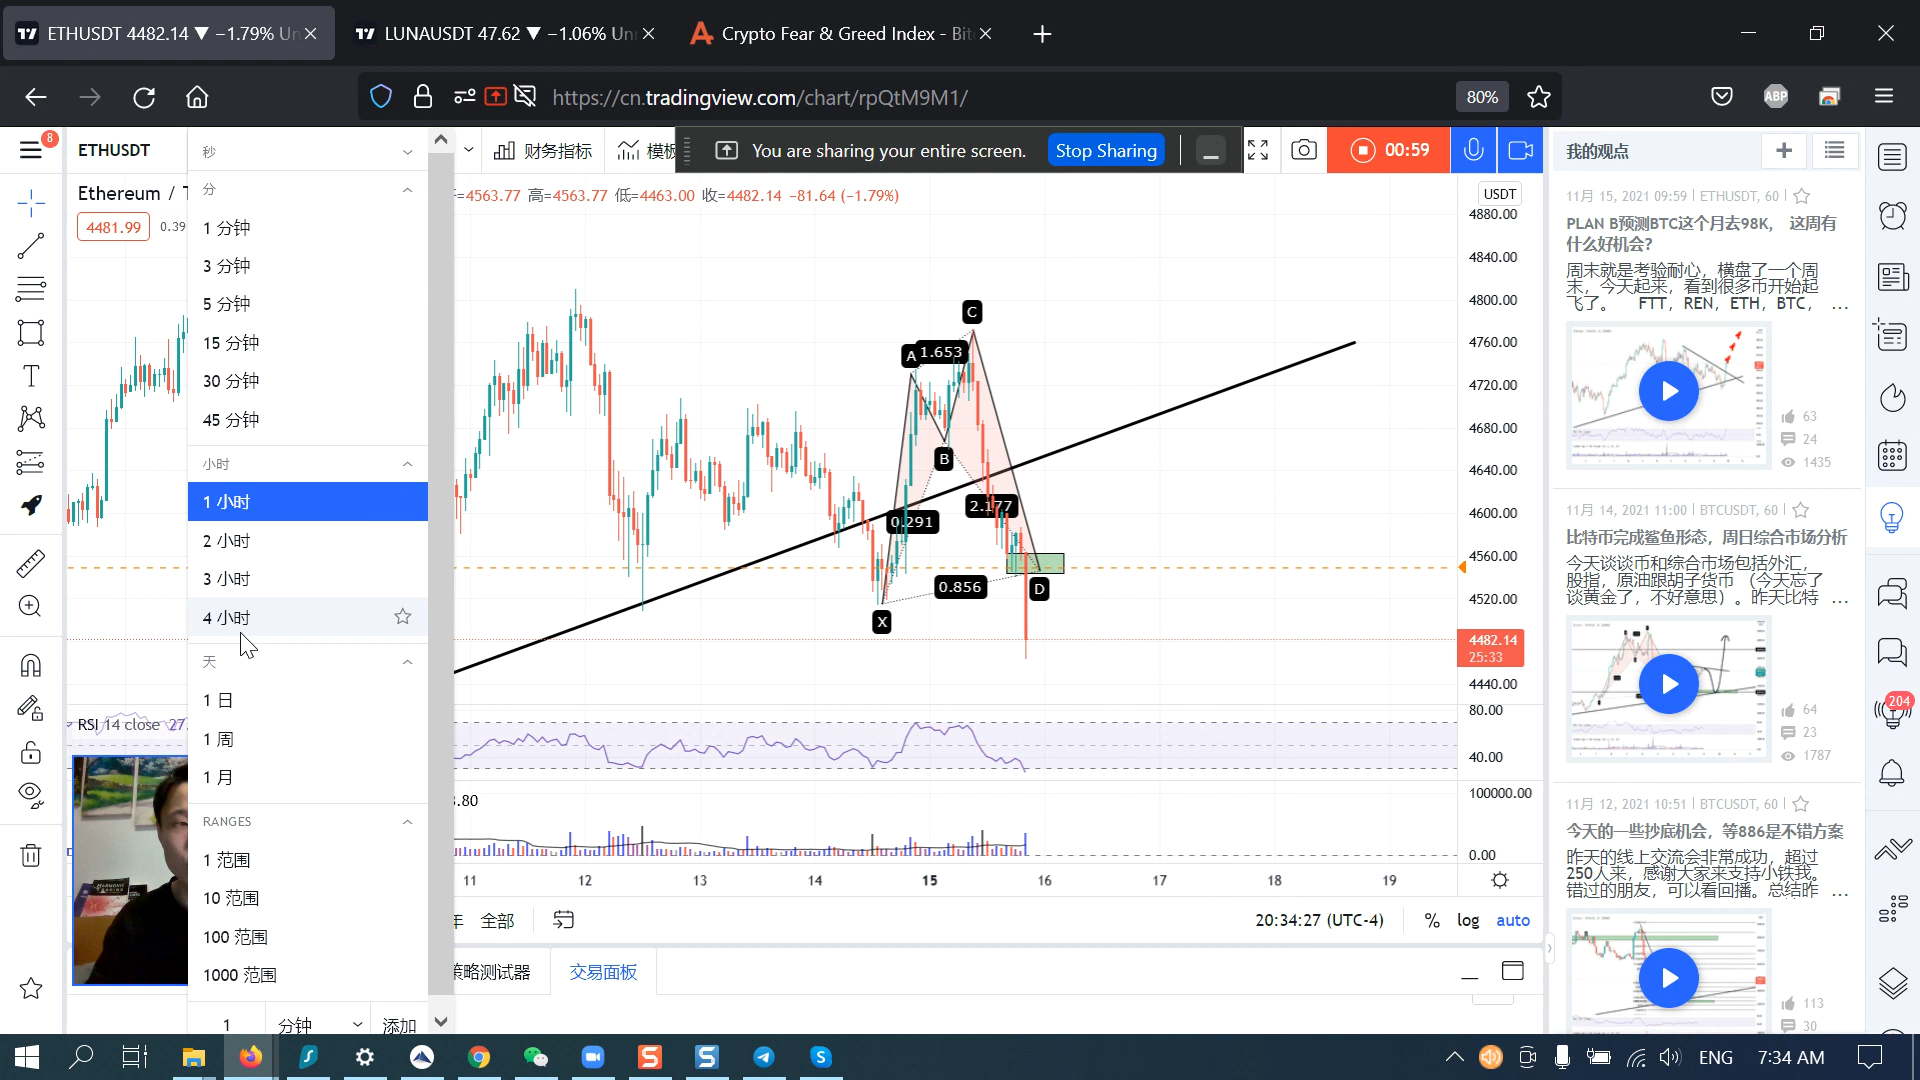 ETHUSDT 4482.14 ▼ −1.79% Un
LUNAUSDT 47.62 ▼ −1.06% Un
Crypto Fear & Greed Index - Bit
https://cn.tradingview.com/chart/rpQtM9M1/
80%
ABP
8
ETHUSDT
秒
财务指标
模板
You are sharing your entire screen.
Stop Sharing
00:59
我的观点
Ethereum / T
=4563.77 高=4563.77 低=4463.00 收=4482.14 −81.64 (−1.79%)
4481.99
0.39
分
1 分钟
3 分钟
5 分钟
15 分钟
30 分钟
45 分钟
小时
1 小时
2 小时
3 小时
4 小时
天
1 日
1 周
1 月
RANGES
1 范围
10 范围
100 范围
1000 范围
1
分钟
添加
RSI 14 close 27.
HARMONIC
C
A
1.653
B
2.177
0.291
0.856
D
X
USDT
4880.00
4840.00
4800.00
4760.00
4720.00
4680.00
4640.00
4600.00
4560.00
4520.00
4482.14
25:33
4440.00
80.00
40.00
100000.00
0.00
.80
11
12
13
14
15
16
17
18
19
年
全部
20:34:27 (UTC-4)
%
log
auto
策略测试器
交易面板
11月 15, 2021 09:59 | ETHUSDT, 60
PLAN B预测BTC这个月去98K， 这周有
什么好机会？
周末就是考验耐心，横盘了一个周
末，今天起来，看到很多币开始起
飞了。 FTT，REN，ETH，BTC， ...
63
24
1435
11月 14, 2021 11:00 | BTCUSDT, 60
比特币完成鲨鱼形态，周日综合市场分析
今天谈谈币和综合市场包括外汇，
股指，原油跟胡子货币 （今天忘了
谈黄金了，不好意思）。昨天比特 ...
64
23
1787
204
11月 12, 2021 10:51 | BTCUSDT, 60
今天的一些抄底机会，等886是不错方案
昨天的线上交流会非常成功，超过
250人来，感谢大家来支持小铁我。
错过的朋友，可以看回播。总结昨 ...
113
30
ENG
7:34 AM